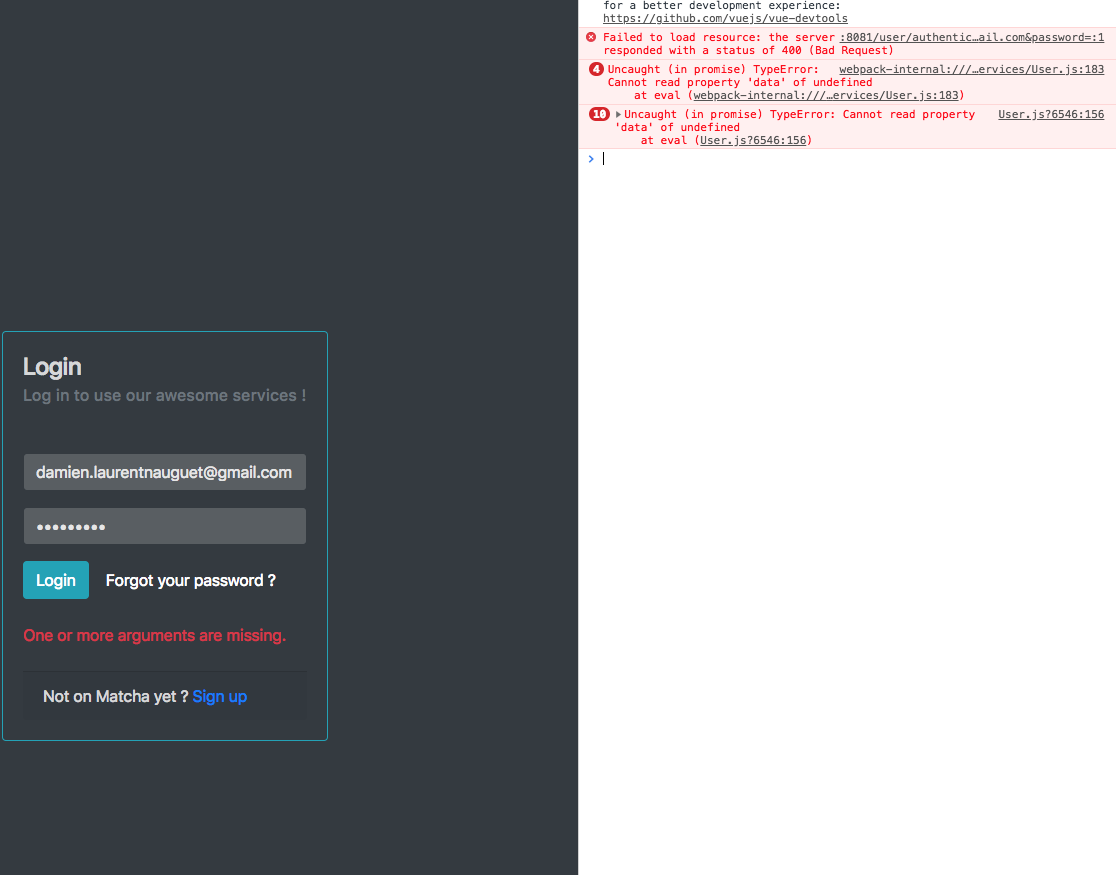 Login
Log in to use our awesome services !
damien.laurentnauguet@gmail.com
•••••••••
Login Forgot your password ?
One or more arguments are missing.
Not on Matcha yet ? Sign up
for a better development experience:
https://github.com/vuejs/vue-devtools
Failed to load resource: the server :8081/user/authentic…ail.com&password=:1
responded with a status of 400 (Bad Request)
4 Uncaught (in promise) TypeError: webpack-internal:///…ervices/User.js:183
Cannot read property 'data' of undefined
at eval (webpack-internal:///…ervices/User.js:183)
10 ▶Uncaught (in promise) TypeError: Cannot read property User.js?6546:156
'data' of undefined
at eval (User.js?6546:156)
>